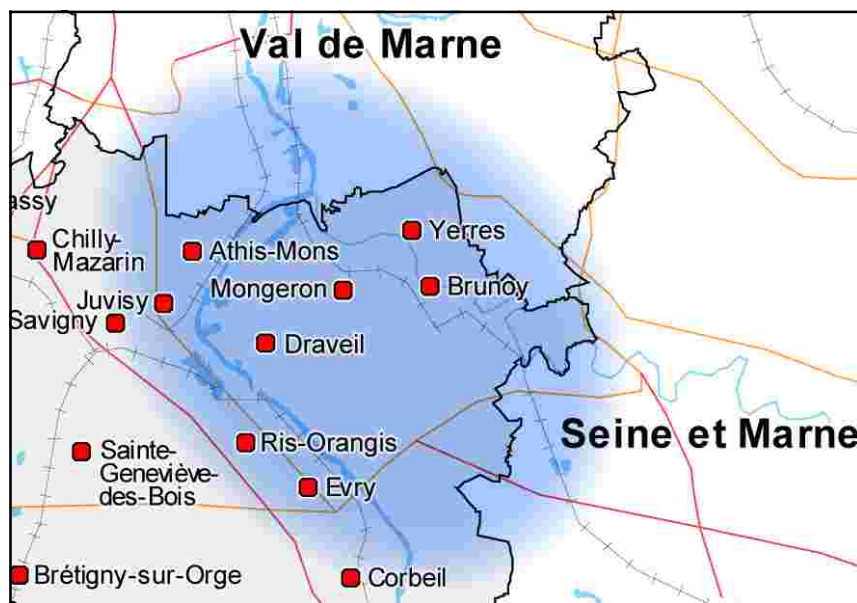 Val de Marne
assy
Chilly-
Mazarin
Athis-Mons
Yerres
Mongeron
Brunoy
Juvisy
Savigny
Draveil
Ris-Orangis
Seine et Marne
Sainte-
Geneviève-
des-Bois
Evry
Brétigny-sur-Orge
Corbeil